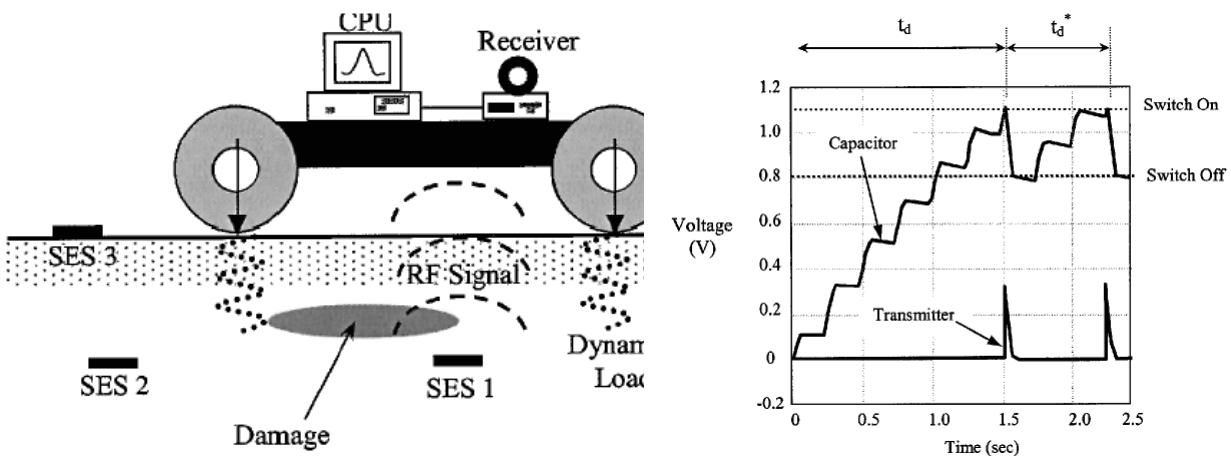 CPU
Receiver
SES 3
RF Signal
SES 2
SES 1
Dynam
Load
Damage
t_d
t_d*
1.2
Switch On
1.0
Capacitor
0.8
Switch Off
Voltage
(V)
0.6
0.4
Transmitter
0.2
0
-0.2
0
0.5
1.0
1.5
2.0
2.5
Time (sec)